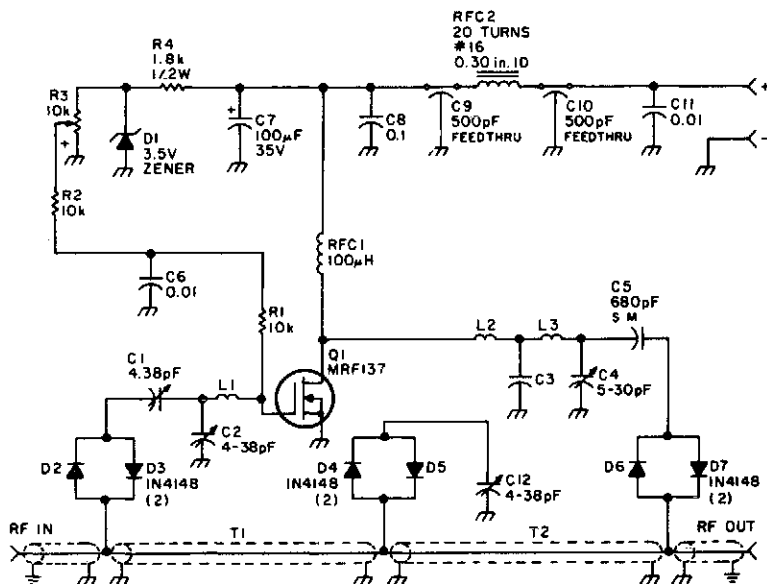 RFC2
20 TURNS
#16
0.30 in. ID
R4
1.8k
1/2W
R3
10k
+
D1
3.5V
ZENER
+
C7
100µF
35V
C8
0.1
C9
500pF
FEEDTHRU
C10
500pF
FEEDTHRU
C11
0.01
+
−
R2
10k
C6
0.01
R1
10k
RFC1
100µH
C5
680pF
S M
L2
L3
Q1
MRF137
C1
4.38pF
L1
C2
4-38pF
C3
C4
5-30pF
D2
D3
1N4148
(2)
D4
1N4148
(2)
D5
C12
4-38pF
D6
D7
1N4148
(2)
RF IN
T1
T2
RF OUT